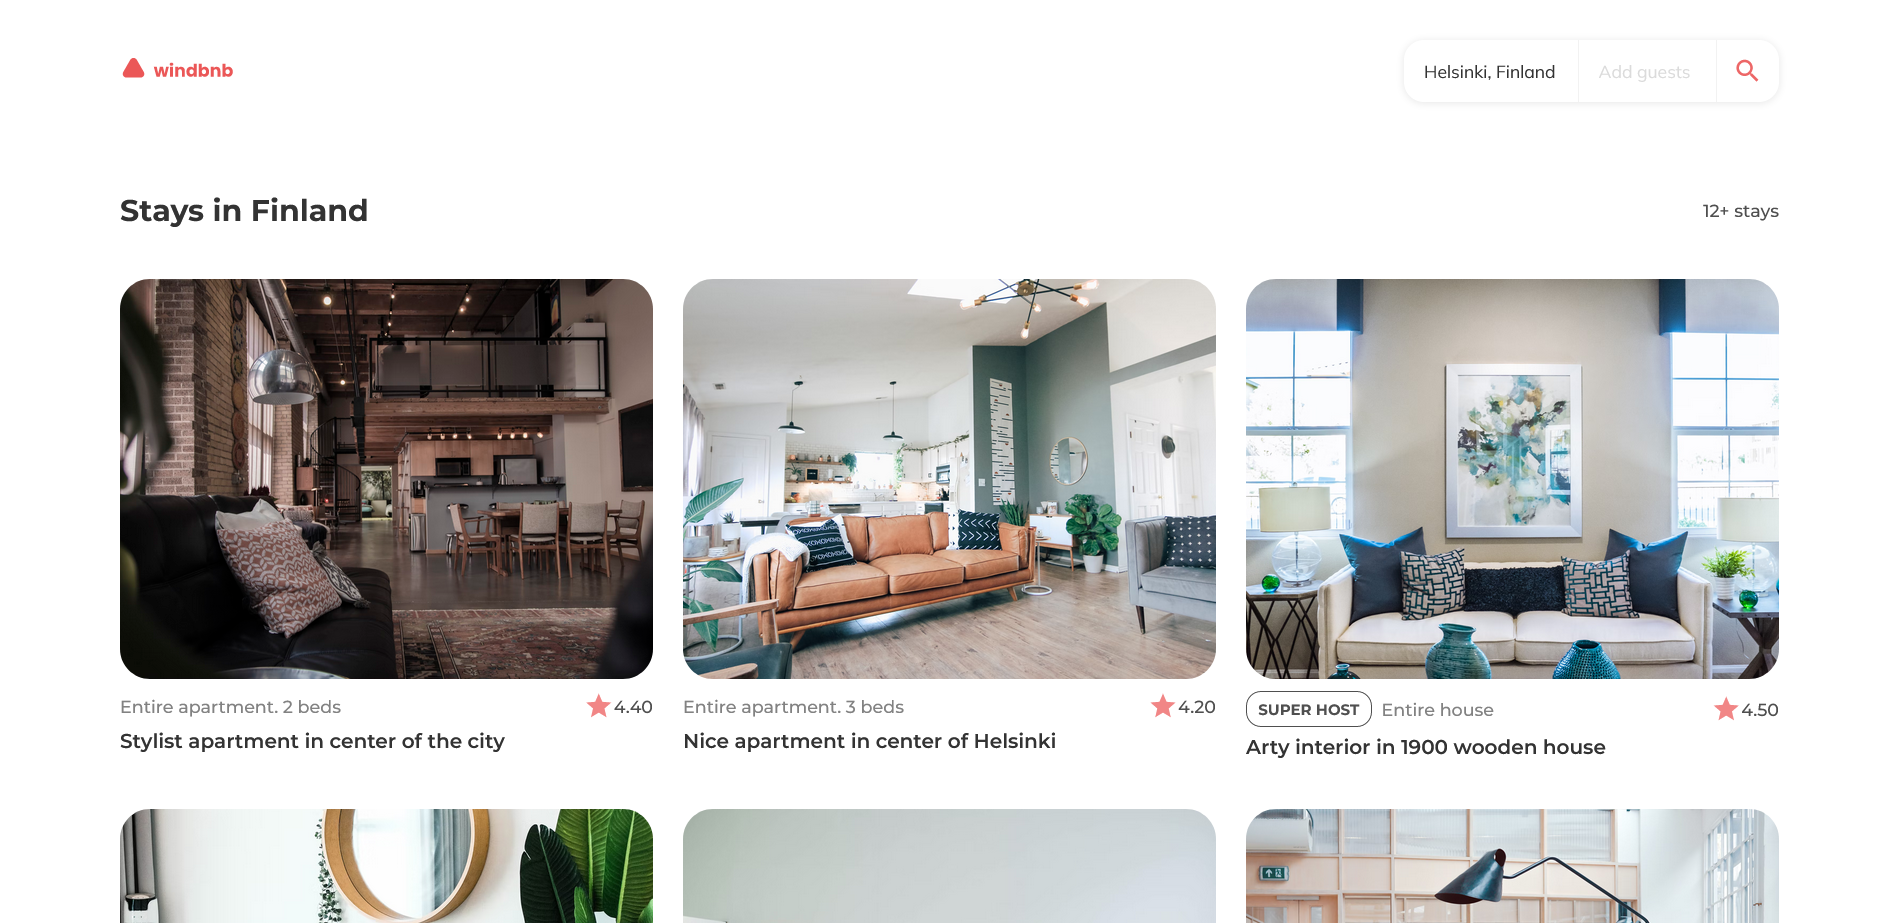 windbnb
Helsinki, Finland
Add guests
Stays in Finland
12+ stays
Entire apartment. 2 beds
4.40
Stylist apartment in center of the city
Entire apartment. 3 beds
4.20
Nice apartment in center of Helsinki
SUPER HOST
Entire house
4.50
Arty interior in 1900 wooden house